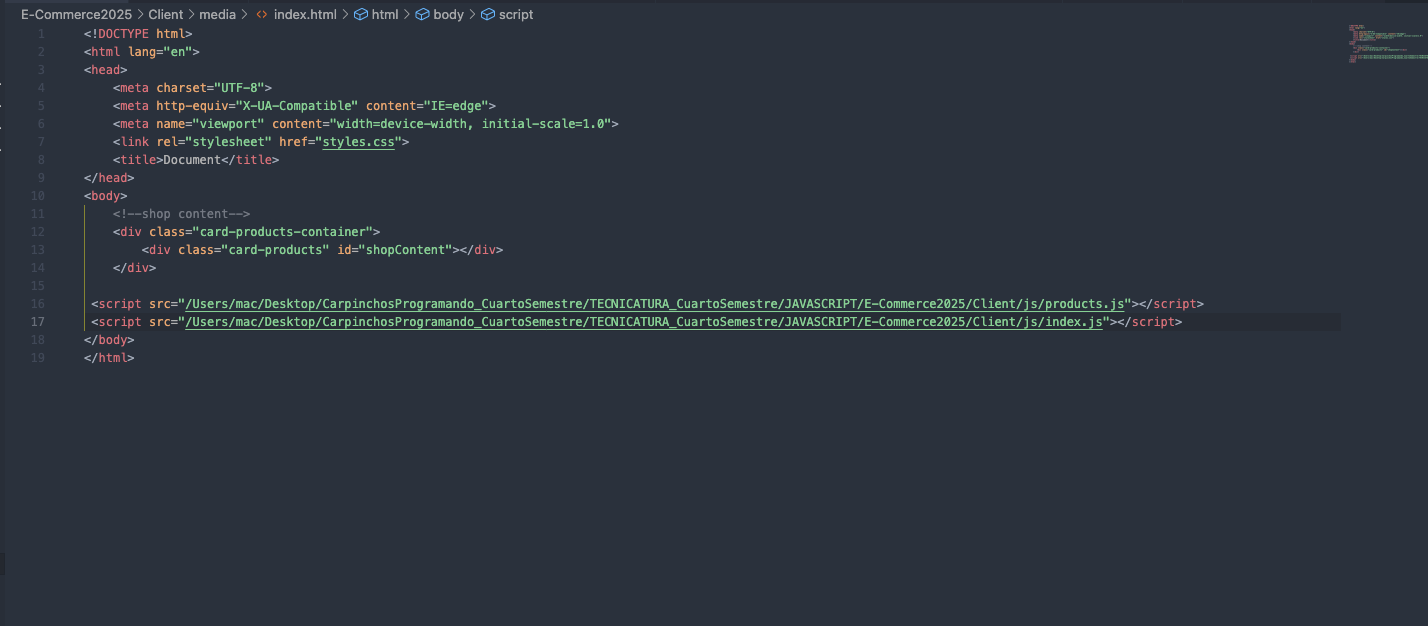 E-Commerce2025 > Client > media > <> index.html > html > body > script
1 <!DOCTYPE html>
2 <html lang="en">
3 <head>
4 <meta charset="UTF-8">
5 <meta http-equiv="X-UA-Compatible" content="IE=edge">
6 <meta name="viewport" content="width=device-width, initial-scale=1.0">
7 <link rel="stylesheet" href="styles.css">
8 <title>Document</title>
9 </head>
10 <body>
11 <!--shop content-->
12 <div class="card-products-container">
13 <div class="card-products" id="shopContent"></div>
14 </div>
15
16 <script src="/Users/mac/Desktop/CarpinchosProgramando_CuartoSemestre/TECNICATURA_CuartoSemestre/JAVASCRIPT/E-Commerce2025/Client/js/products.js"></script>
17 <script src="/Users/mac/Desktop/CarpinchosProgramando_CuartoSemestre/TECNICATURA_CuartoSemestre/JAVASCRIPT/E-Commerce2025/Client/js/index.js"></script>
18 </body>
19 </html>